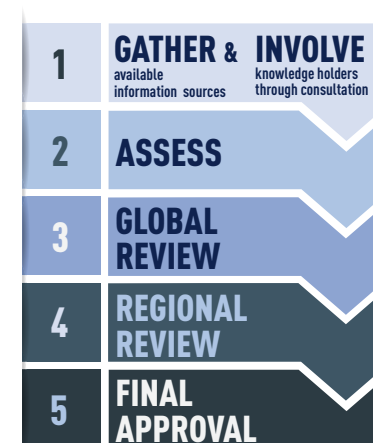 1
GATHER & INVOLVE
available
information sources
knowledge holders
through consultation
2
ASSESS
3
GLOBAL
REVIEW
4
REGIONAL
REVIEW
5
FINAL
APPROVAL